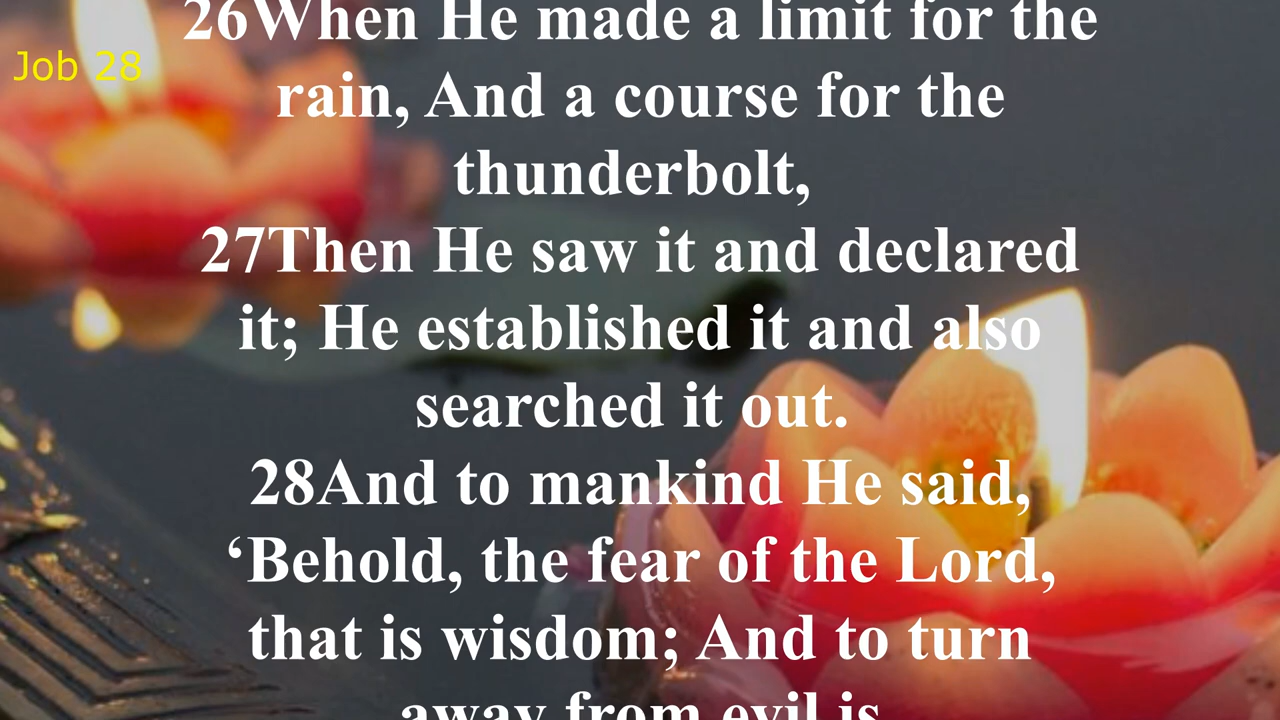 26When He made a limit for the
Job 28
rain, And a course for the
thunderbolt,
27Then He saw it and declared
it; He established it and also
searched it out.
28And to mankind He said,
‘Behold, the fear of the Lord,
that is wisdom; And to turn
away from evil is